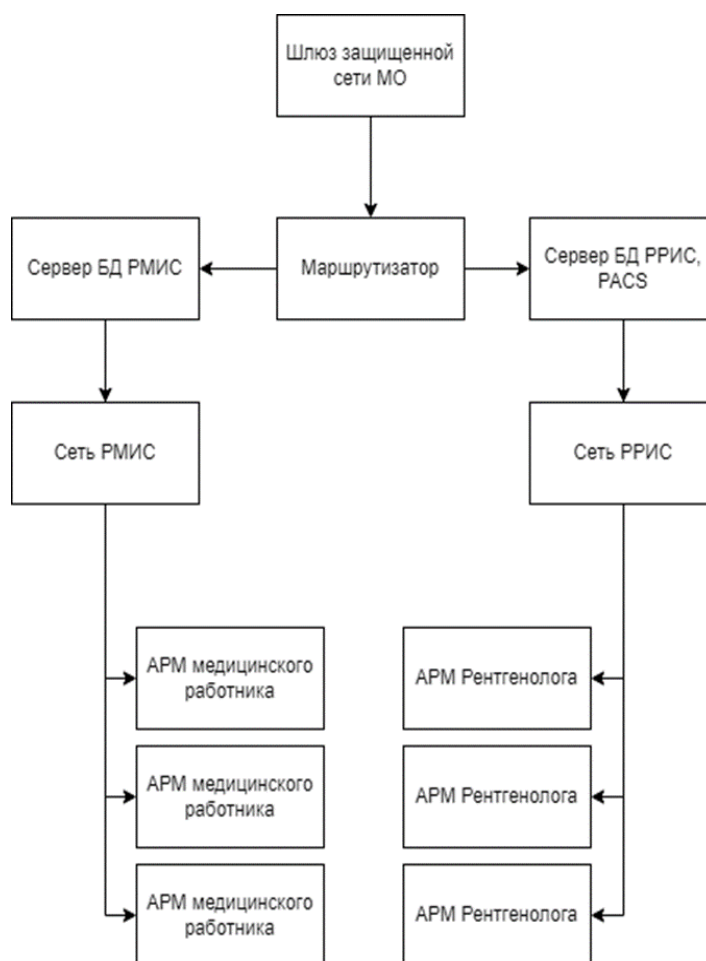 Шлюз защищенной
сети МО
Сервер БД РМИС
Маршрутизатор
Сервер БД РРИС,
PACS
Сеть РМИС
Сеть РРИС
АРМ медицинского
работника
АРМ Рентгенолога
АРМ медицинского
работника
АРМ Рентгенолога
АРМ медицинского
работника
АРМ Рентгенолога